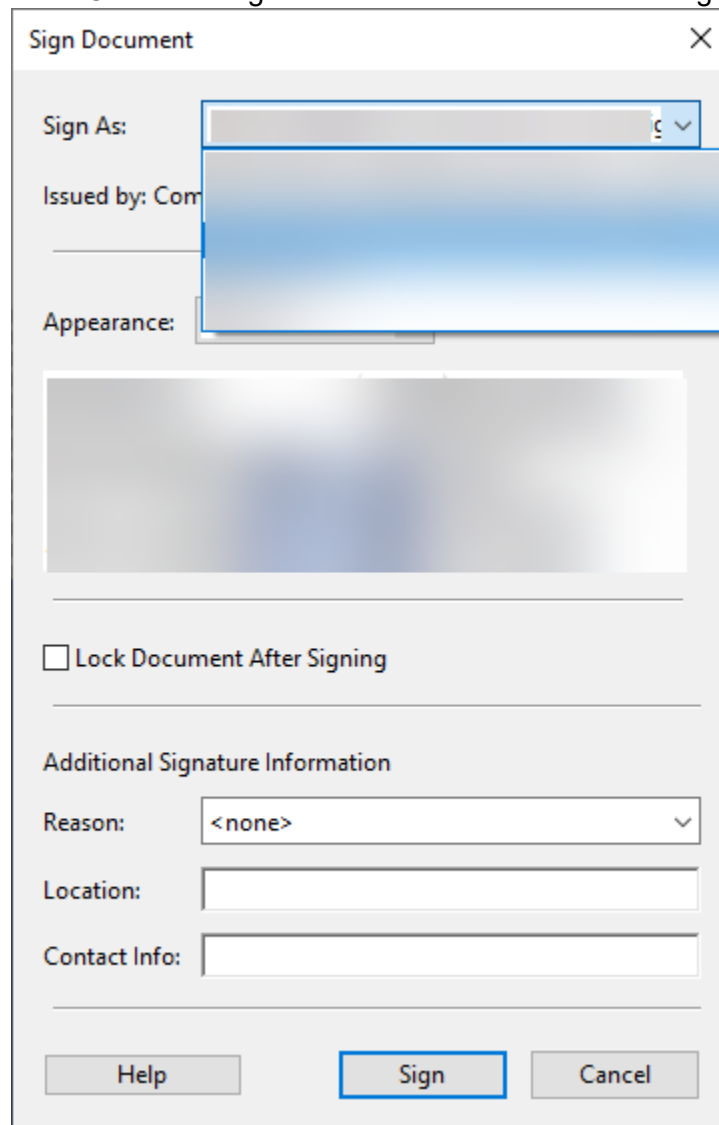 Sign Document
Sign As:
Issued by: Com
Appearance:
Lock Document After Signing
Additional Signature Information
Reason: <none>
Location:
Contact Info:
Help Sign Cancel